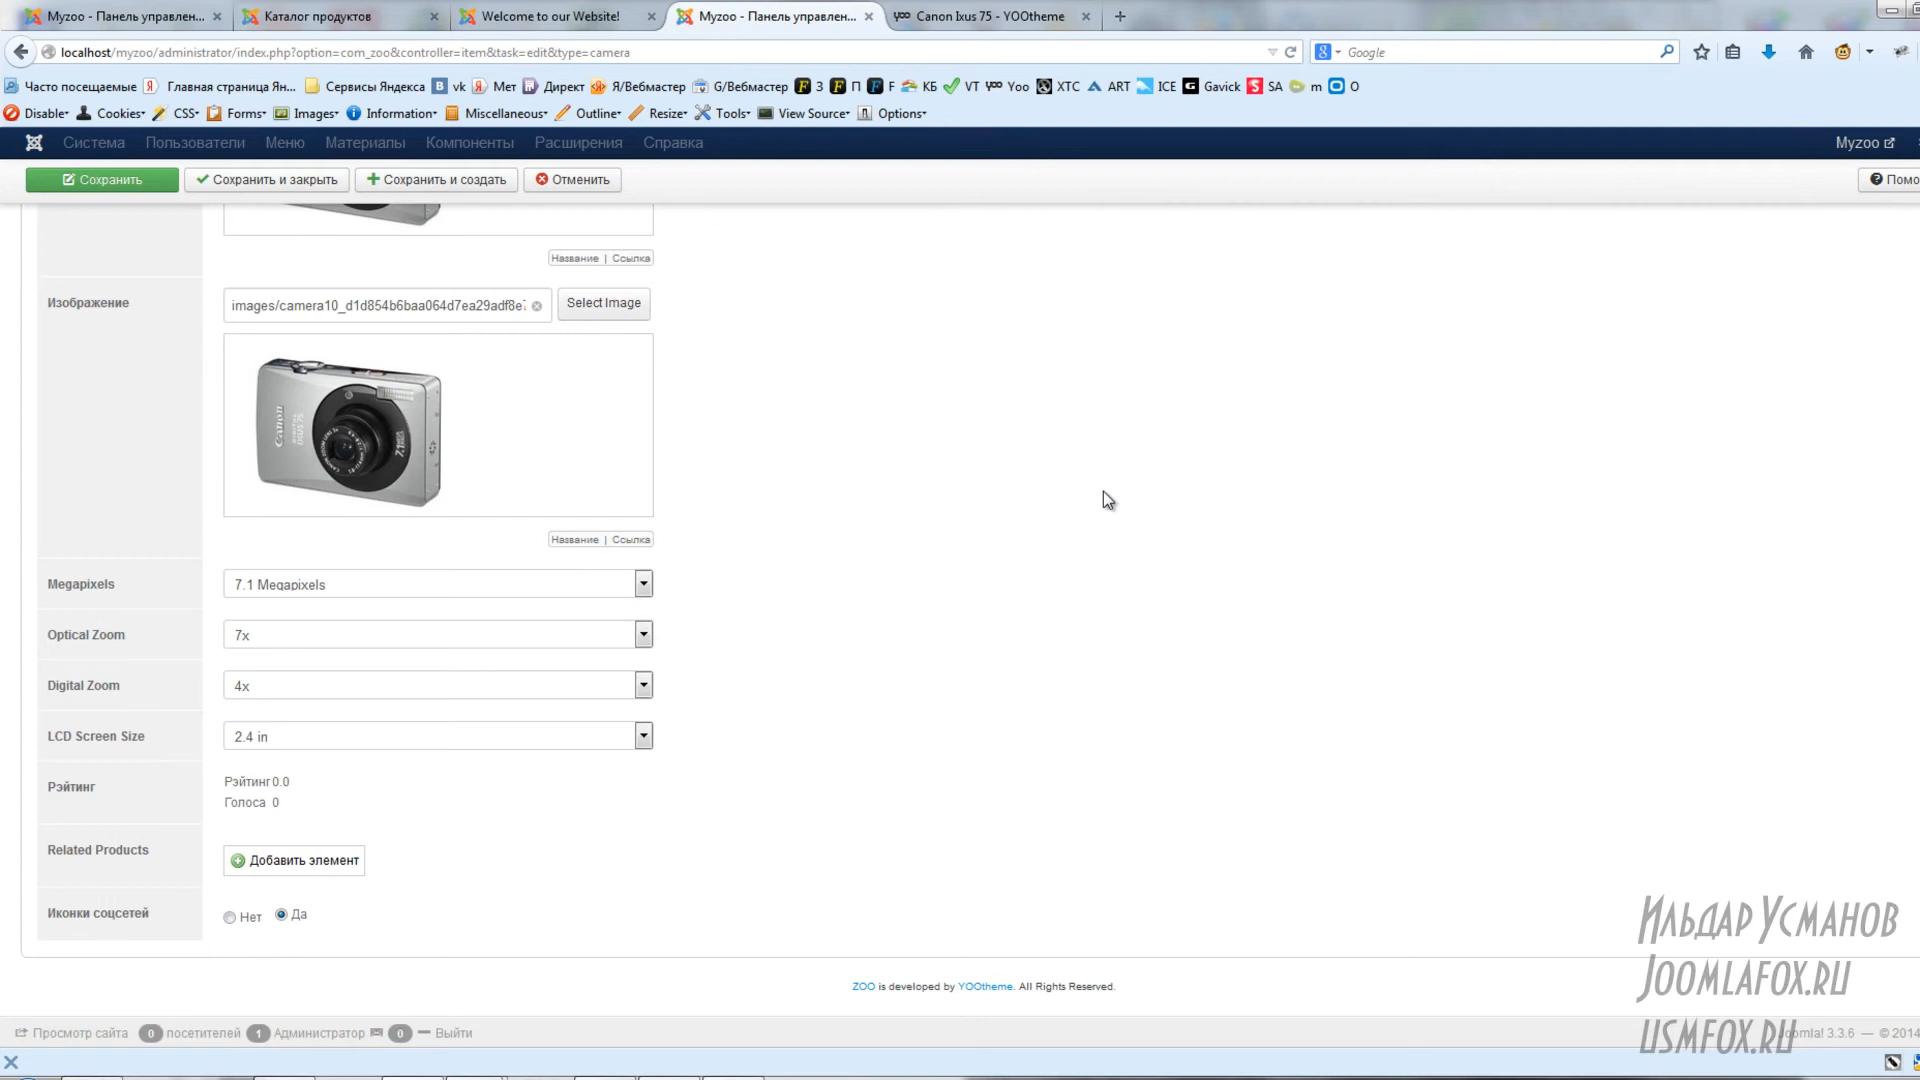 Myzoo - Панель управлен...
Каталог продуктов
Welcome to our Website!
Myzoo - Панель управлен...
YOO Canon Ixus 75 - YOOtheme
localhost/myzoo/administrator/index.php?option=com_zoo&controller=item&task=edit&type=camera
Google
Часто посещаемые
Главная страница Ян...
Сервисы Яндекса
vk
Мет
Директ
Я/Вебмастер
G/Вебмастер
З
П
F
КБ
VT
Yoo
XTC
ART
ICE
Gavick
SA
m
O
Disable
Cookies
CSS
Forms
Images
Information
Miscellaneous
Outline
Resize
Tools
View Source
Options
Система
Пользователи
Меню
Материалы
Компоненты
Расширения
Справка
Myzoo
Сохранить
Сохранить и закрыть
Сохранить и создать
Отменить
Помо
Название | Ссылка
Изображение
images/camera10_d1d854b6baa064d7ea29adf8e7
Select Image
Canon
7.1
Название | Ссылка
Megapixels
7.1 Megapixels
Optical Zoom
7x
Digital Zoom
4x
LCD Screen Size
2.4 in
Рэйтинг
Рэйтинг 0.0
Голоса 0
Related Products
Добавить элемент
Иконки соцсетей
Нет
Да
ИЛЬДАР УСМАНОВ
JOOMLAFOX.RU
USMFOX.RU
ZOO is developed by YOOtheme. All Rights Reserved.
Просмотр сайта
0 посетителей
1 Администратор
0
Выйти
Joomla! 3.3.6 — © 2014